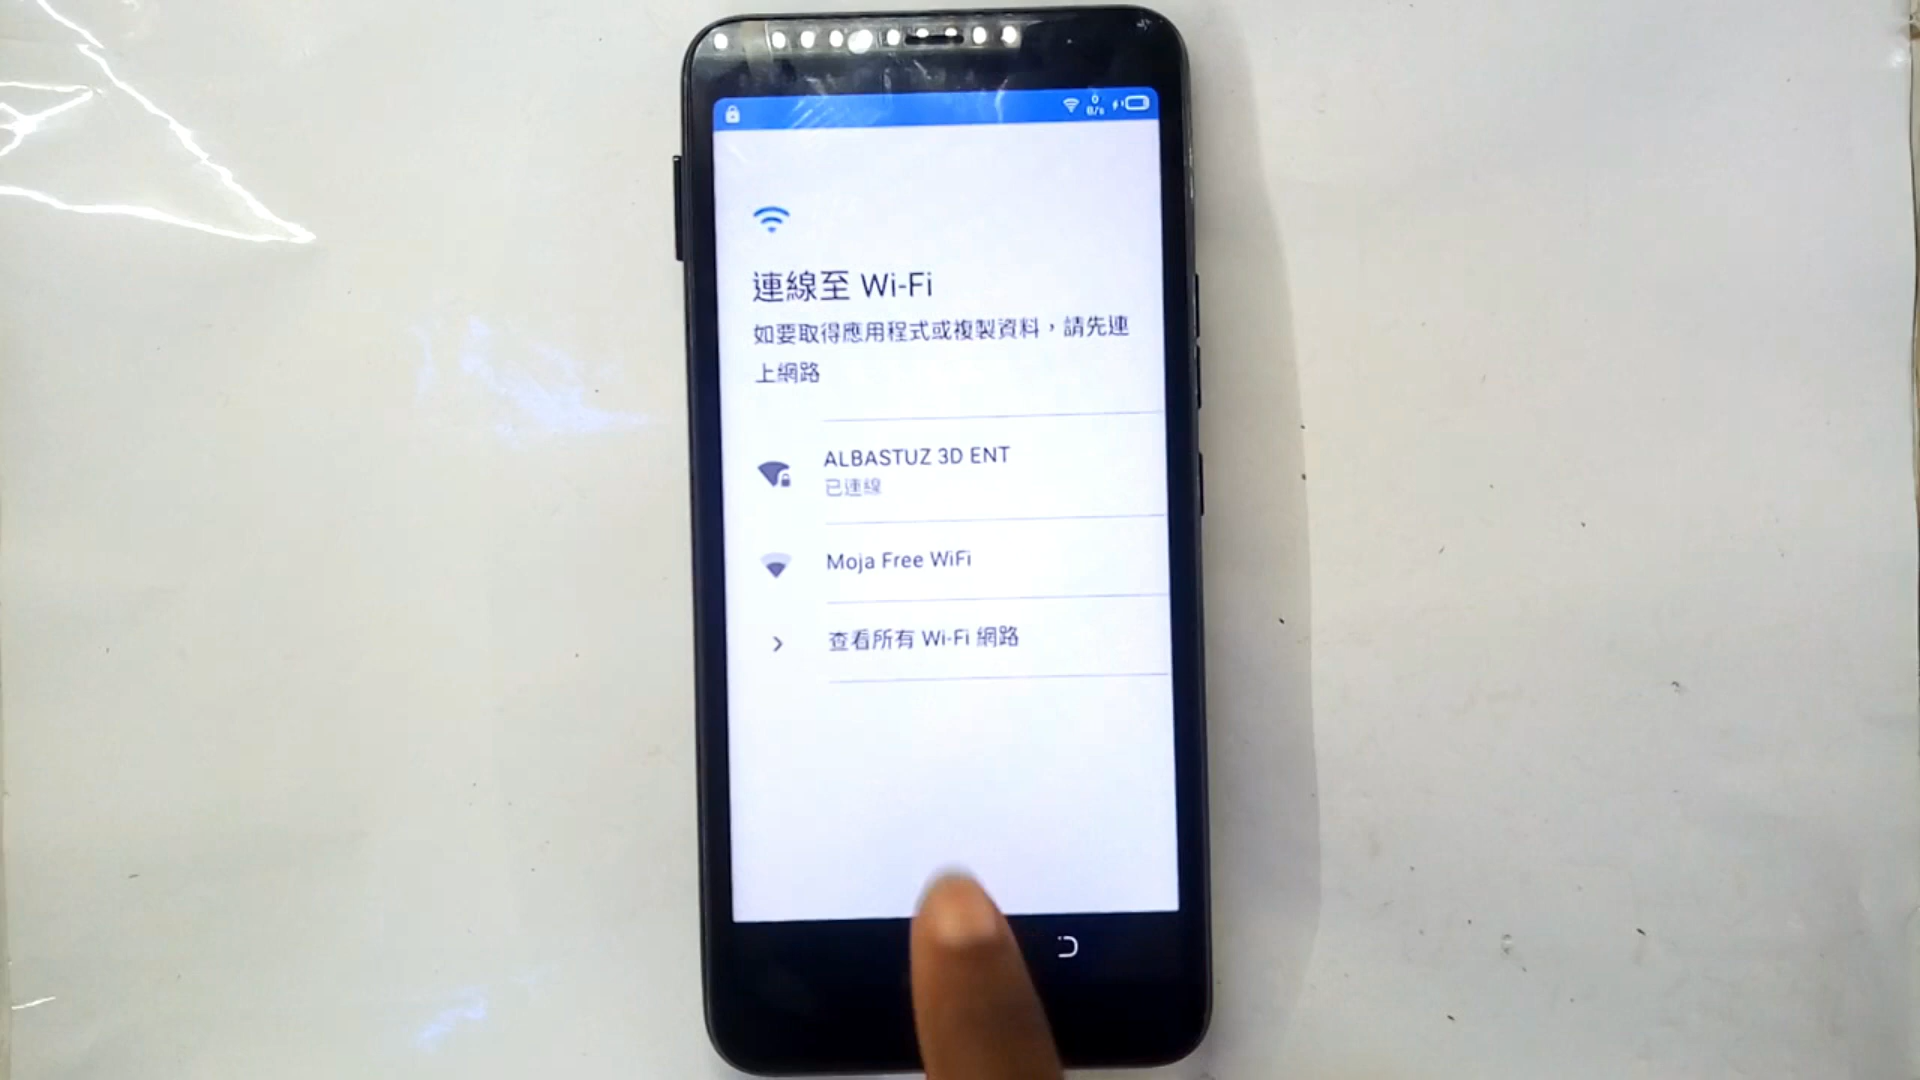 0
B/s
連線至 Wi-Fi
如要取得應用程式或複製資料，請先連
上網路
ALBASTUZ 3D ENT
已連線
Moja Free WiFi
查看所有 Wi-Fi 網路